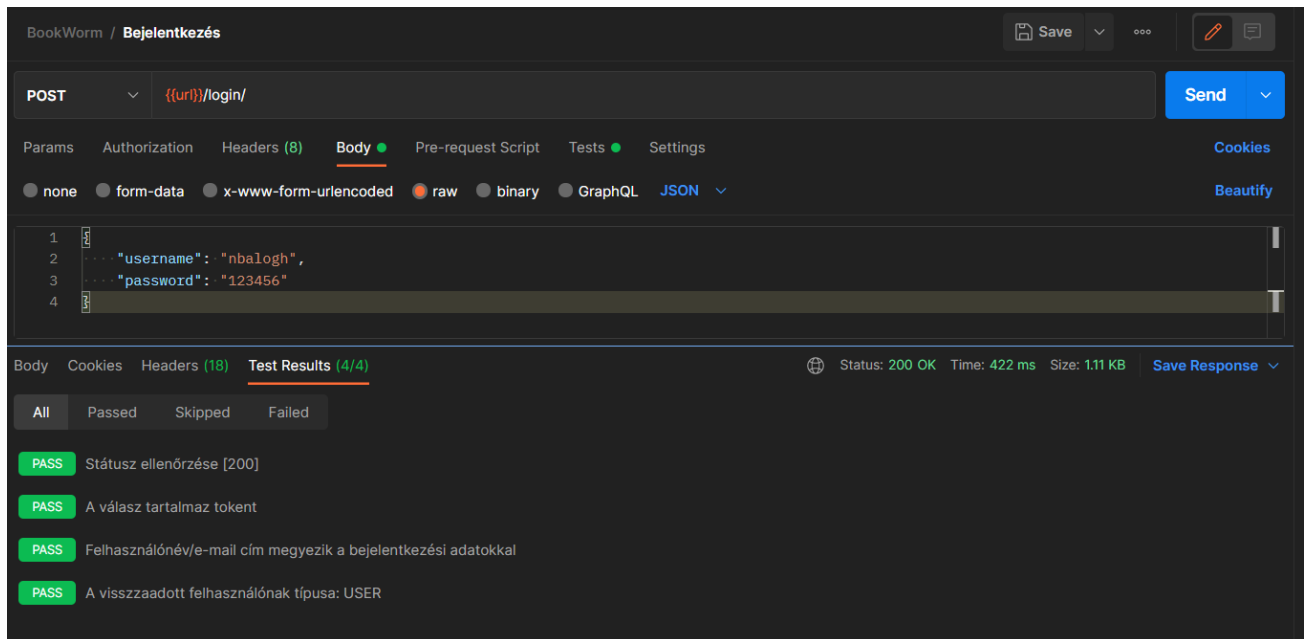 BookWorm / Bejelentkezés Save ooo
POST {{url}}/login/ Send
Params Authorization Headers (8) Body Pre-request Script Tests Settings Cookies
none form-data x-www-form-urlencoded raw binary GraphQL JSON Beautify
1 {
2 "username": "nbalogh",
3 "password": "123456"
4 }
Body Cookies Headers (18) Test Results (4/4) Status: 200 OK Time: 422 ms Size: 1.11 KB Save Response
All Passed Skipped Failed
PASS Státusz ellenőrzése [200]
PASS A válasz tartalmaz tokent
PASS Felhasználónév/e-mail cím megyezik a bejelentkezési adatokkal
PASS A visszzaadott felhasználónak típusa: USER